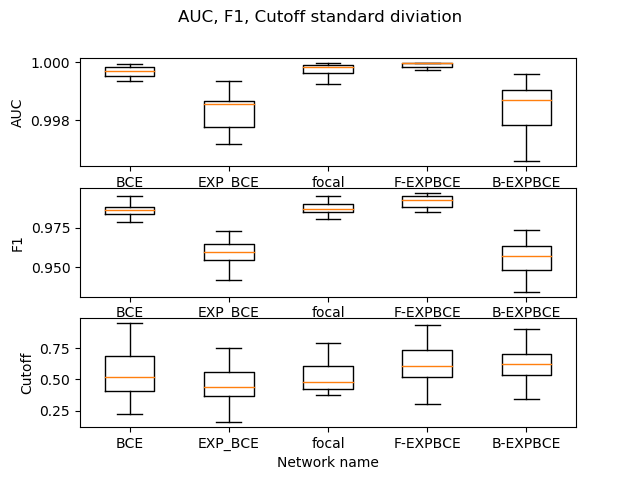 AUC, F1, Cutoff standard diviation
1.000
0.998
AUC
BCE EXP_BCE focal F-EXPBCE B-EXPBCE
0.975
0.950
F1
BCE EXP_BCE focal F-EXPBCE B-EXPBCE
0.75
0.50
0.25
Cutoff
BCE EXP_BCE focal F-EXPBCE B-EXPBCE
Network name